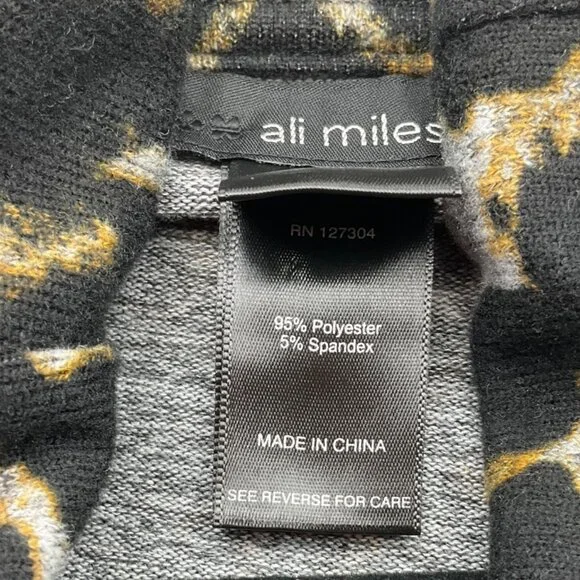 ali miles
RN 127304
95% Polyester
5% Spandex
MADE IN CHINA
SEE REVERSE FOR CARE